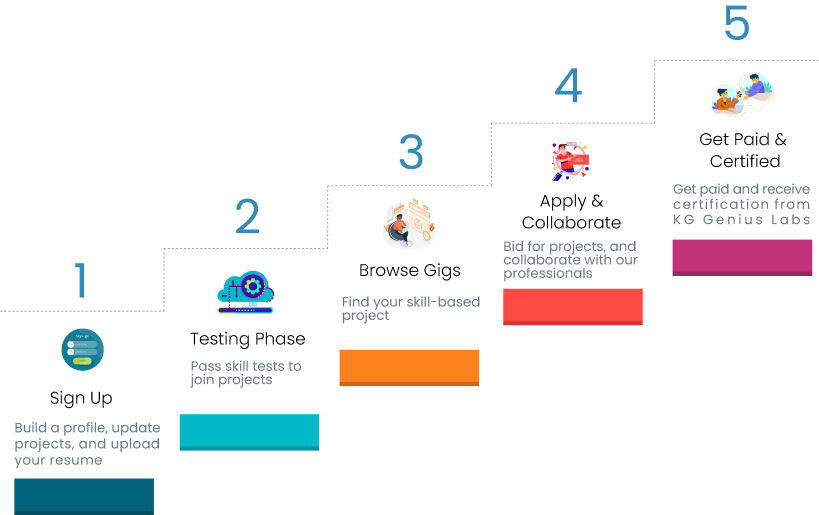 1
Sign Up
Build a profile, update
projects, and upload
your resume
2
Testing Phase
Pass skill tests to
join projects
3
Browse Gigs
Find your skill-based
project
4
Apply &
Collaborate
Bid for projects, and
collaborate with our
professionals
5
Get Paid &
Certified
Get paid and receive
certification from
KG Genius Labs